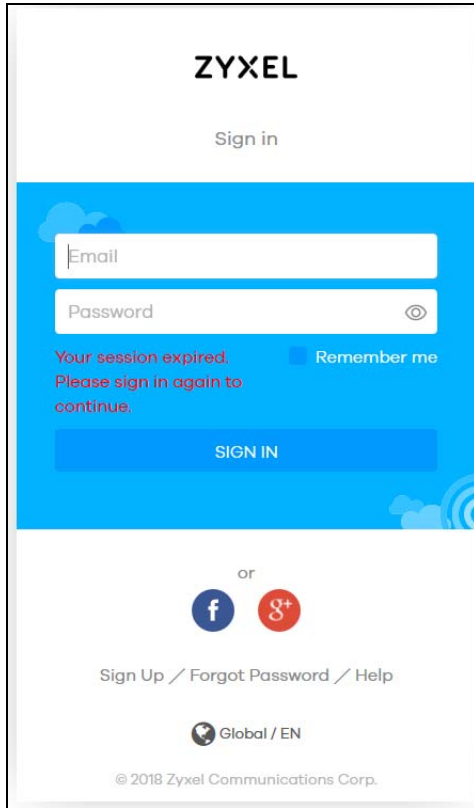 ZYXEL
Sign in
Email
Password
Your session expired.
Please sign in again to
continue.
Remember me
SIGN IN
or
f
g+
Sign Up / Forgot Password / Help
Global / EN
© 2018 Zyxel Communications Corp.